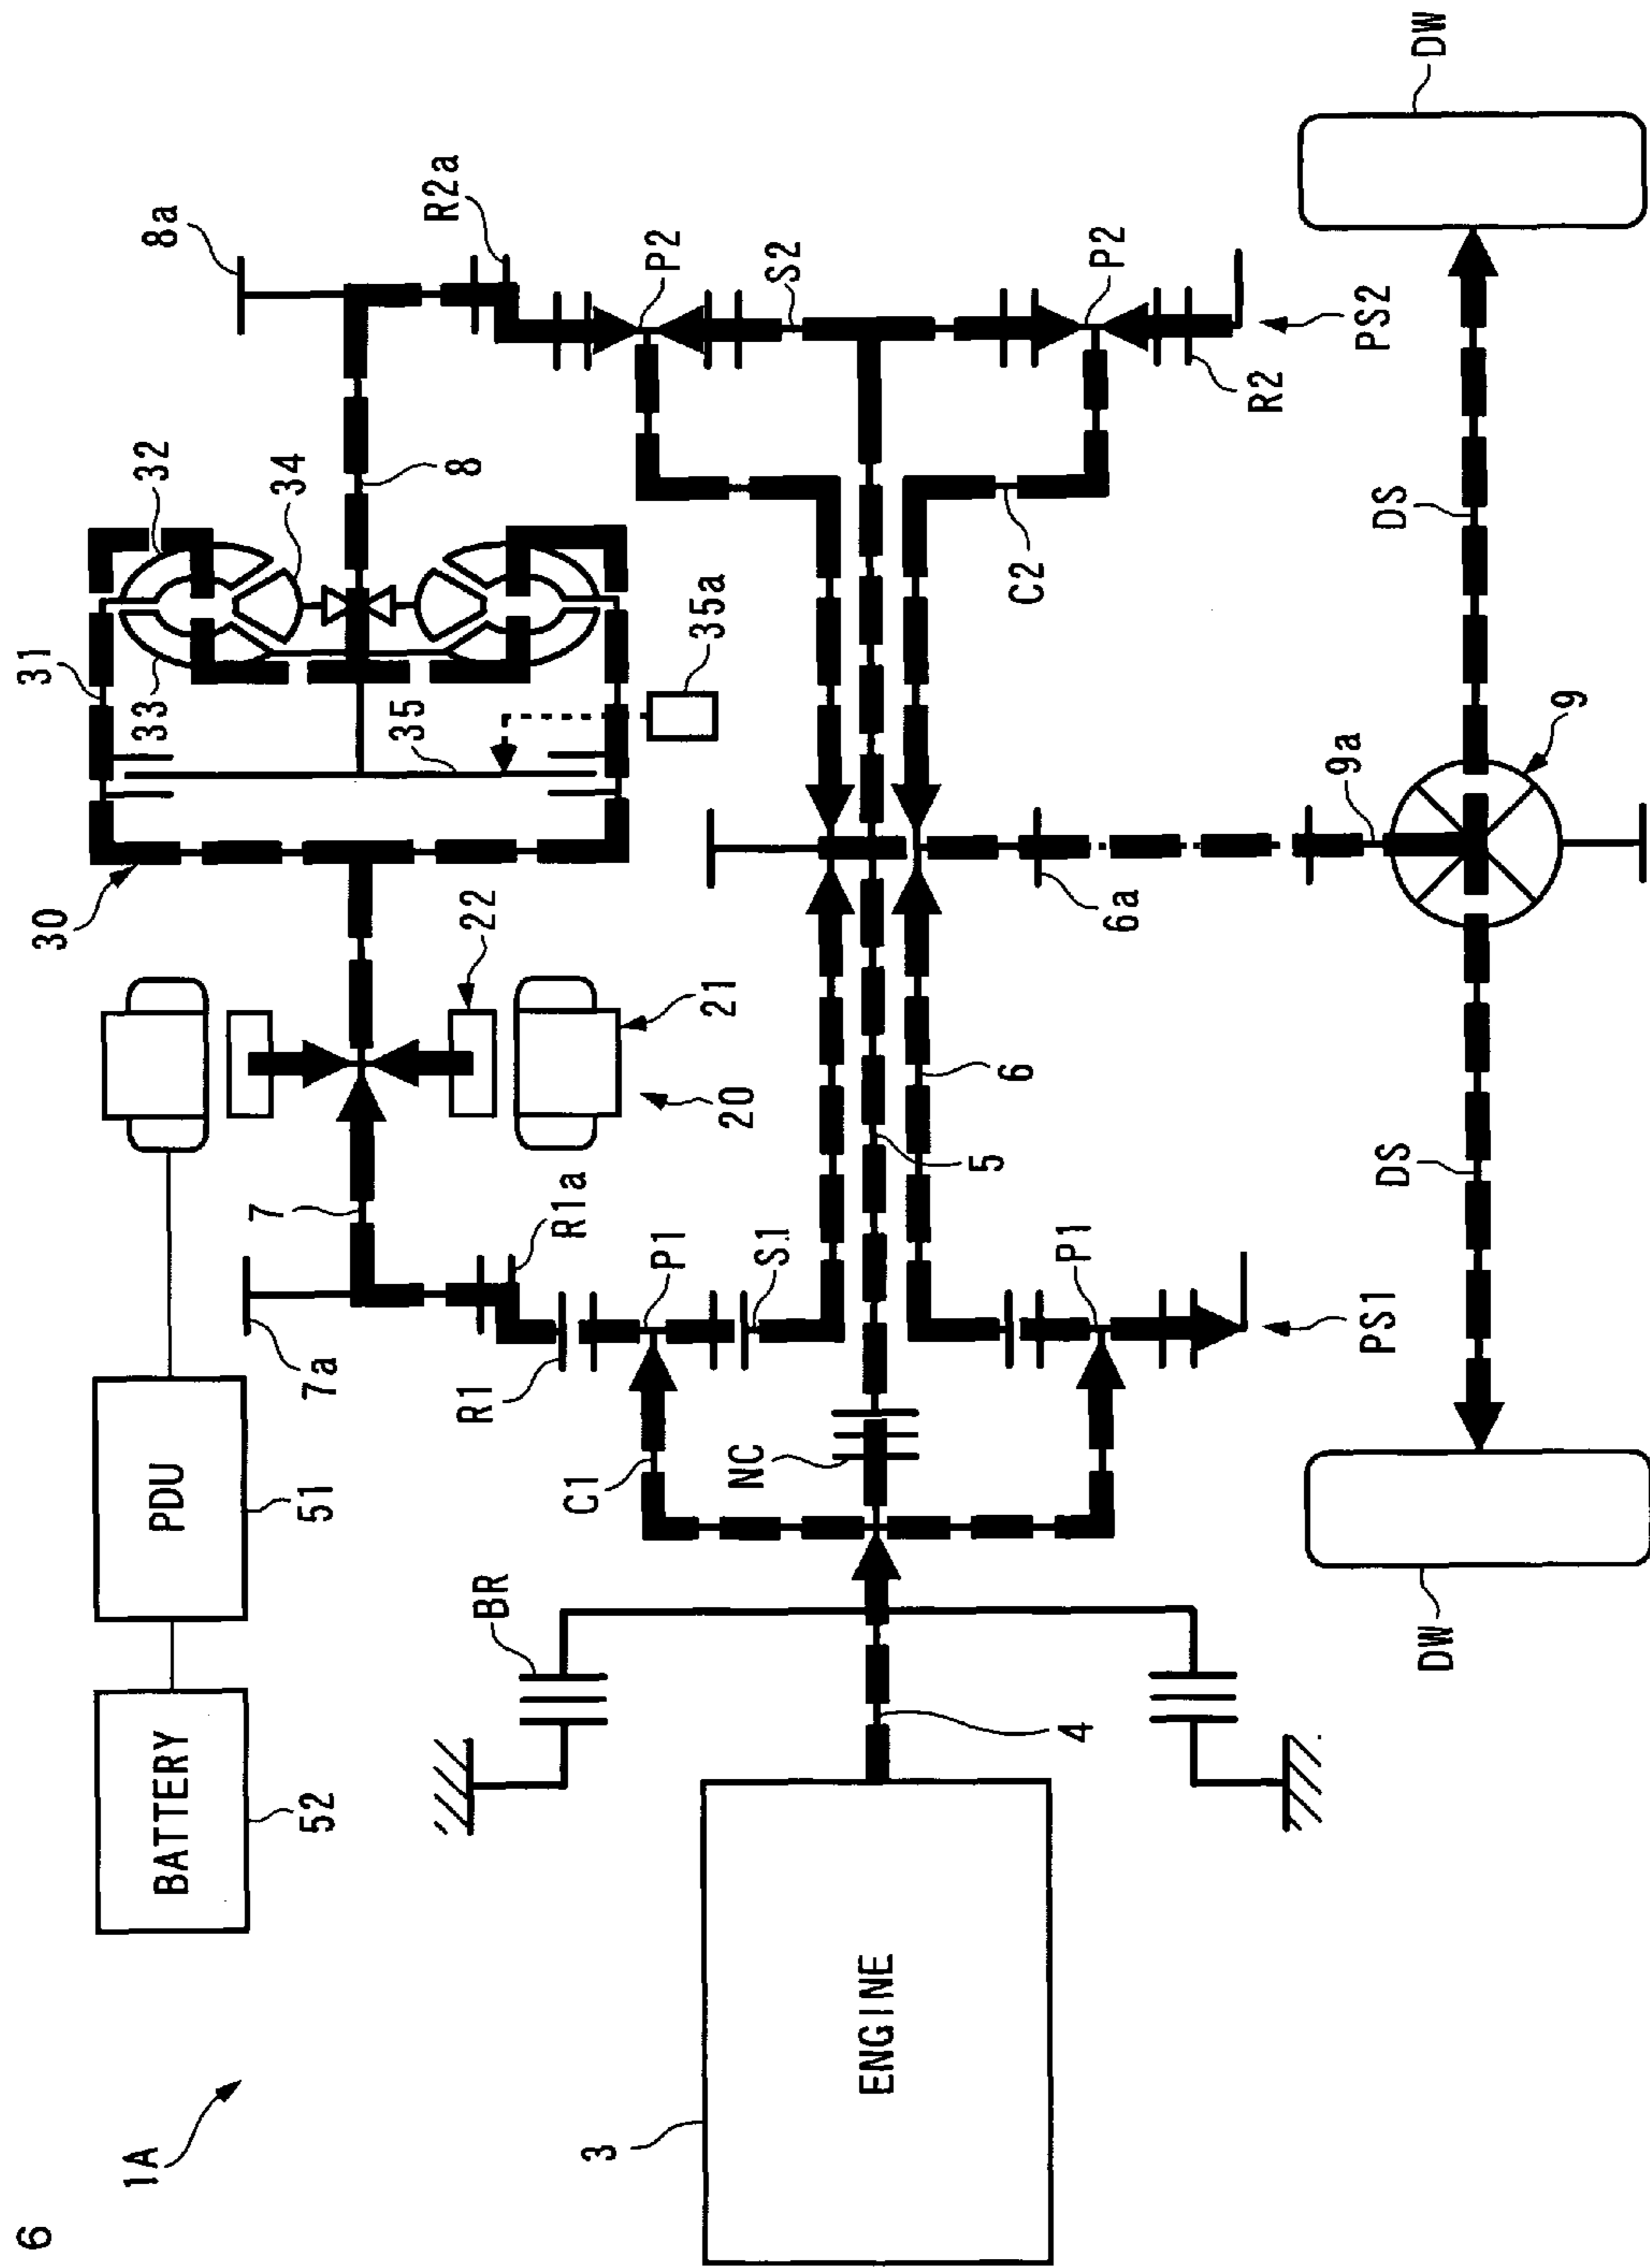 6
1A
3
ENGINE
BATTERY
52
PDU
51
BR
4
DW
NC
C1
R1
7a
7
R1a
P1
S1
P1
PS1
DS
5
6
20
21
22
30
6a
9a
9
31
33
35
35a
32
34
8
C2
8a
R2a
P2
S2
P2
R2
PS2
DS
DW